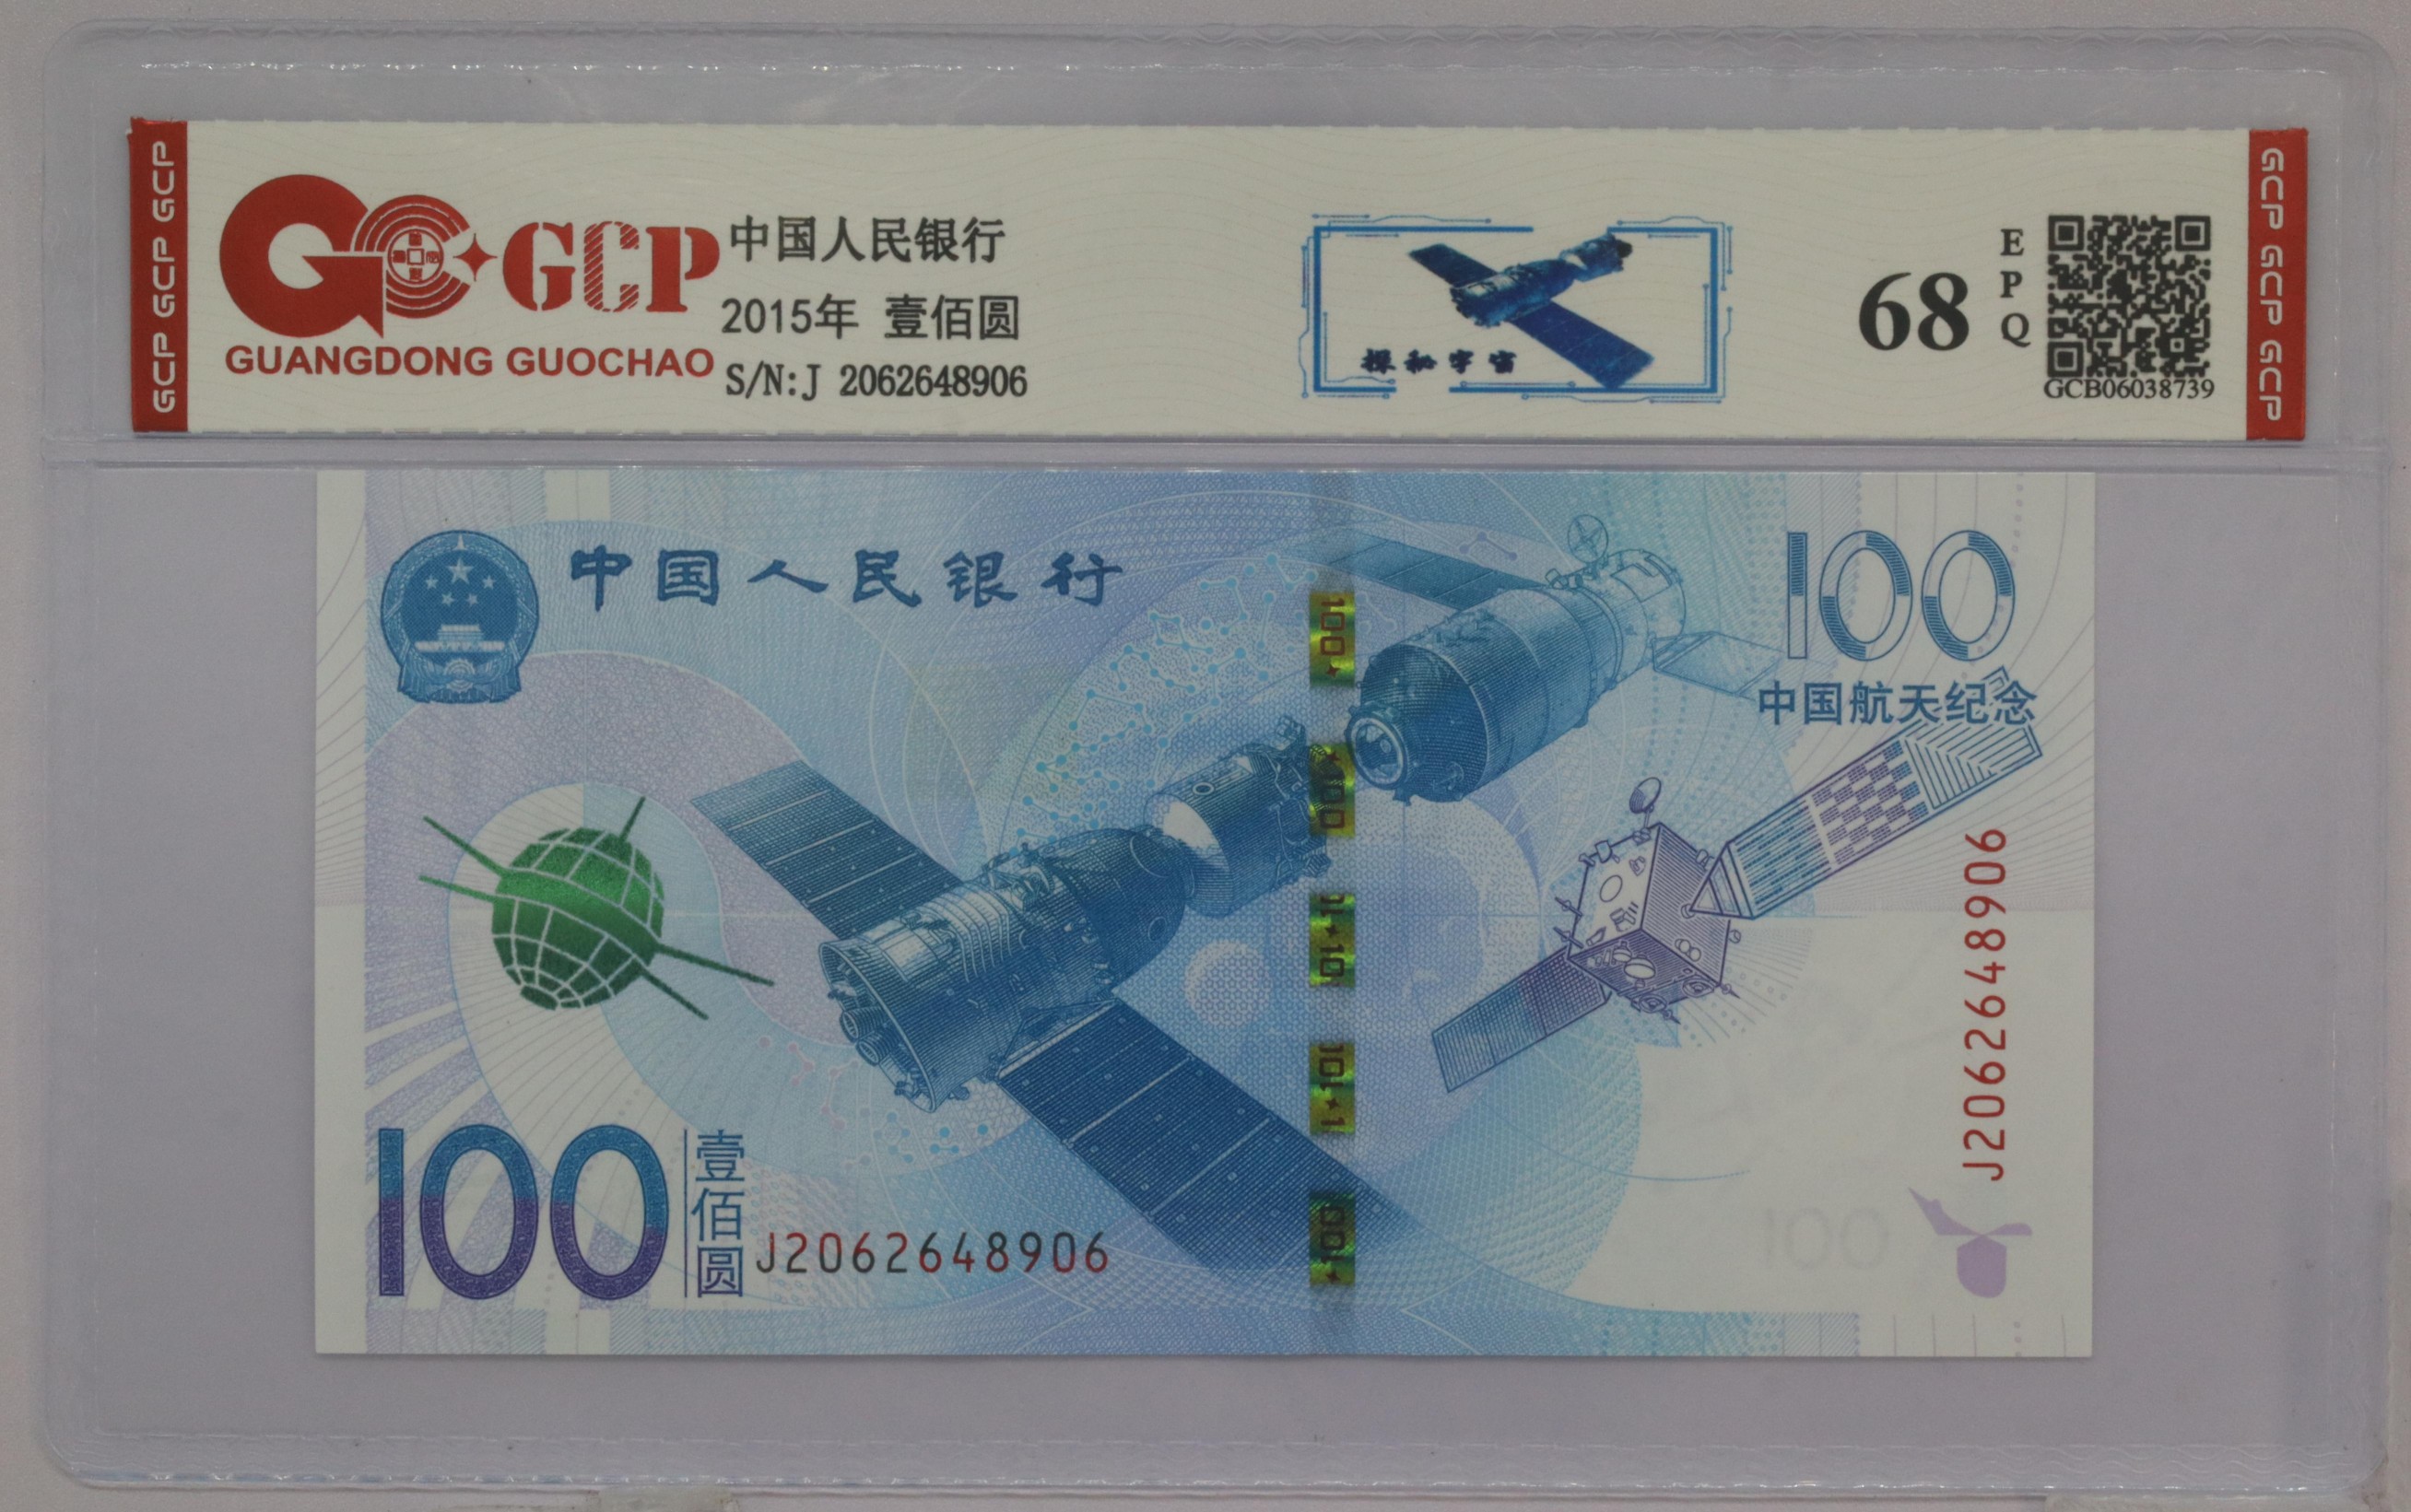 GCP GCP GCP
GCP
GUANGDONG GUOCHAO
中国人民银行
2015年 壹佰圆
S/N:J 2062648906
探秘宇宙
68
EPQ
GCB06038739
GCP GCP GCP
中国人民银行
100
中国航天纪念
J2062648906
100
壹佰圆
J2062648906